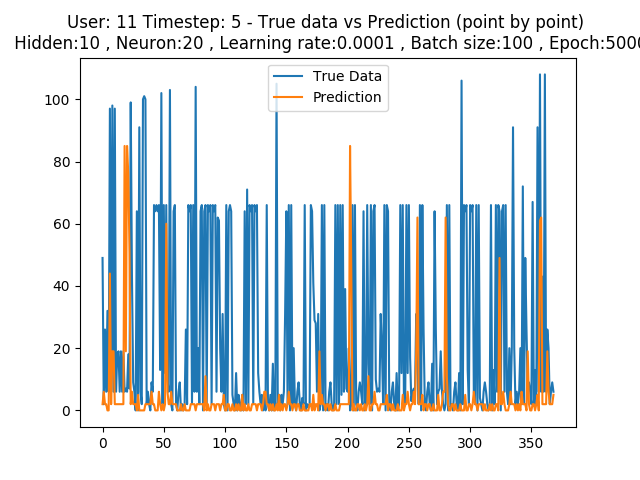 User: 11 Timestep: 5 - True data vs Prediction (point by point)
Hidden:10 , Neuron:20 , Learning rate:0.0001 , Batch size:100 , Epoch:5000
True Data
Prediction
100
80
60
40
20
0
0 50 100 150 200 250 300 350